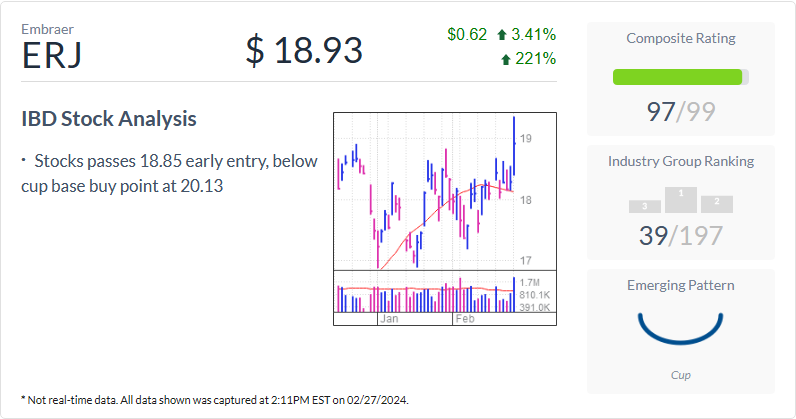 Embraer
ERJ
$ 18.93
$0.62 3.41%
221%
IBD Stock Analysis
· Stocks passes 18.85 early entry, below
cup base buy point at 20.13
19
18
17
1.7M
810.1K
391.0K
Jan Feb
Composite Rating
97/99
Industry Group Ranking
3 1 2
39/197
Emerging Pattern
Cup
* Not real-time data. All data shown was captured at 2:11PM EST on 02/27/2024.